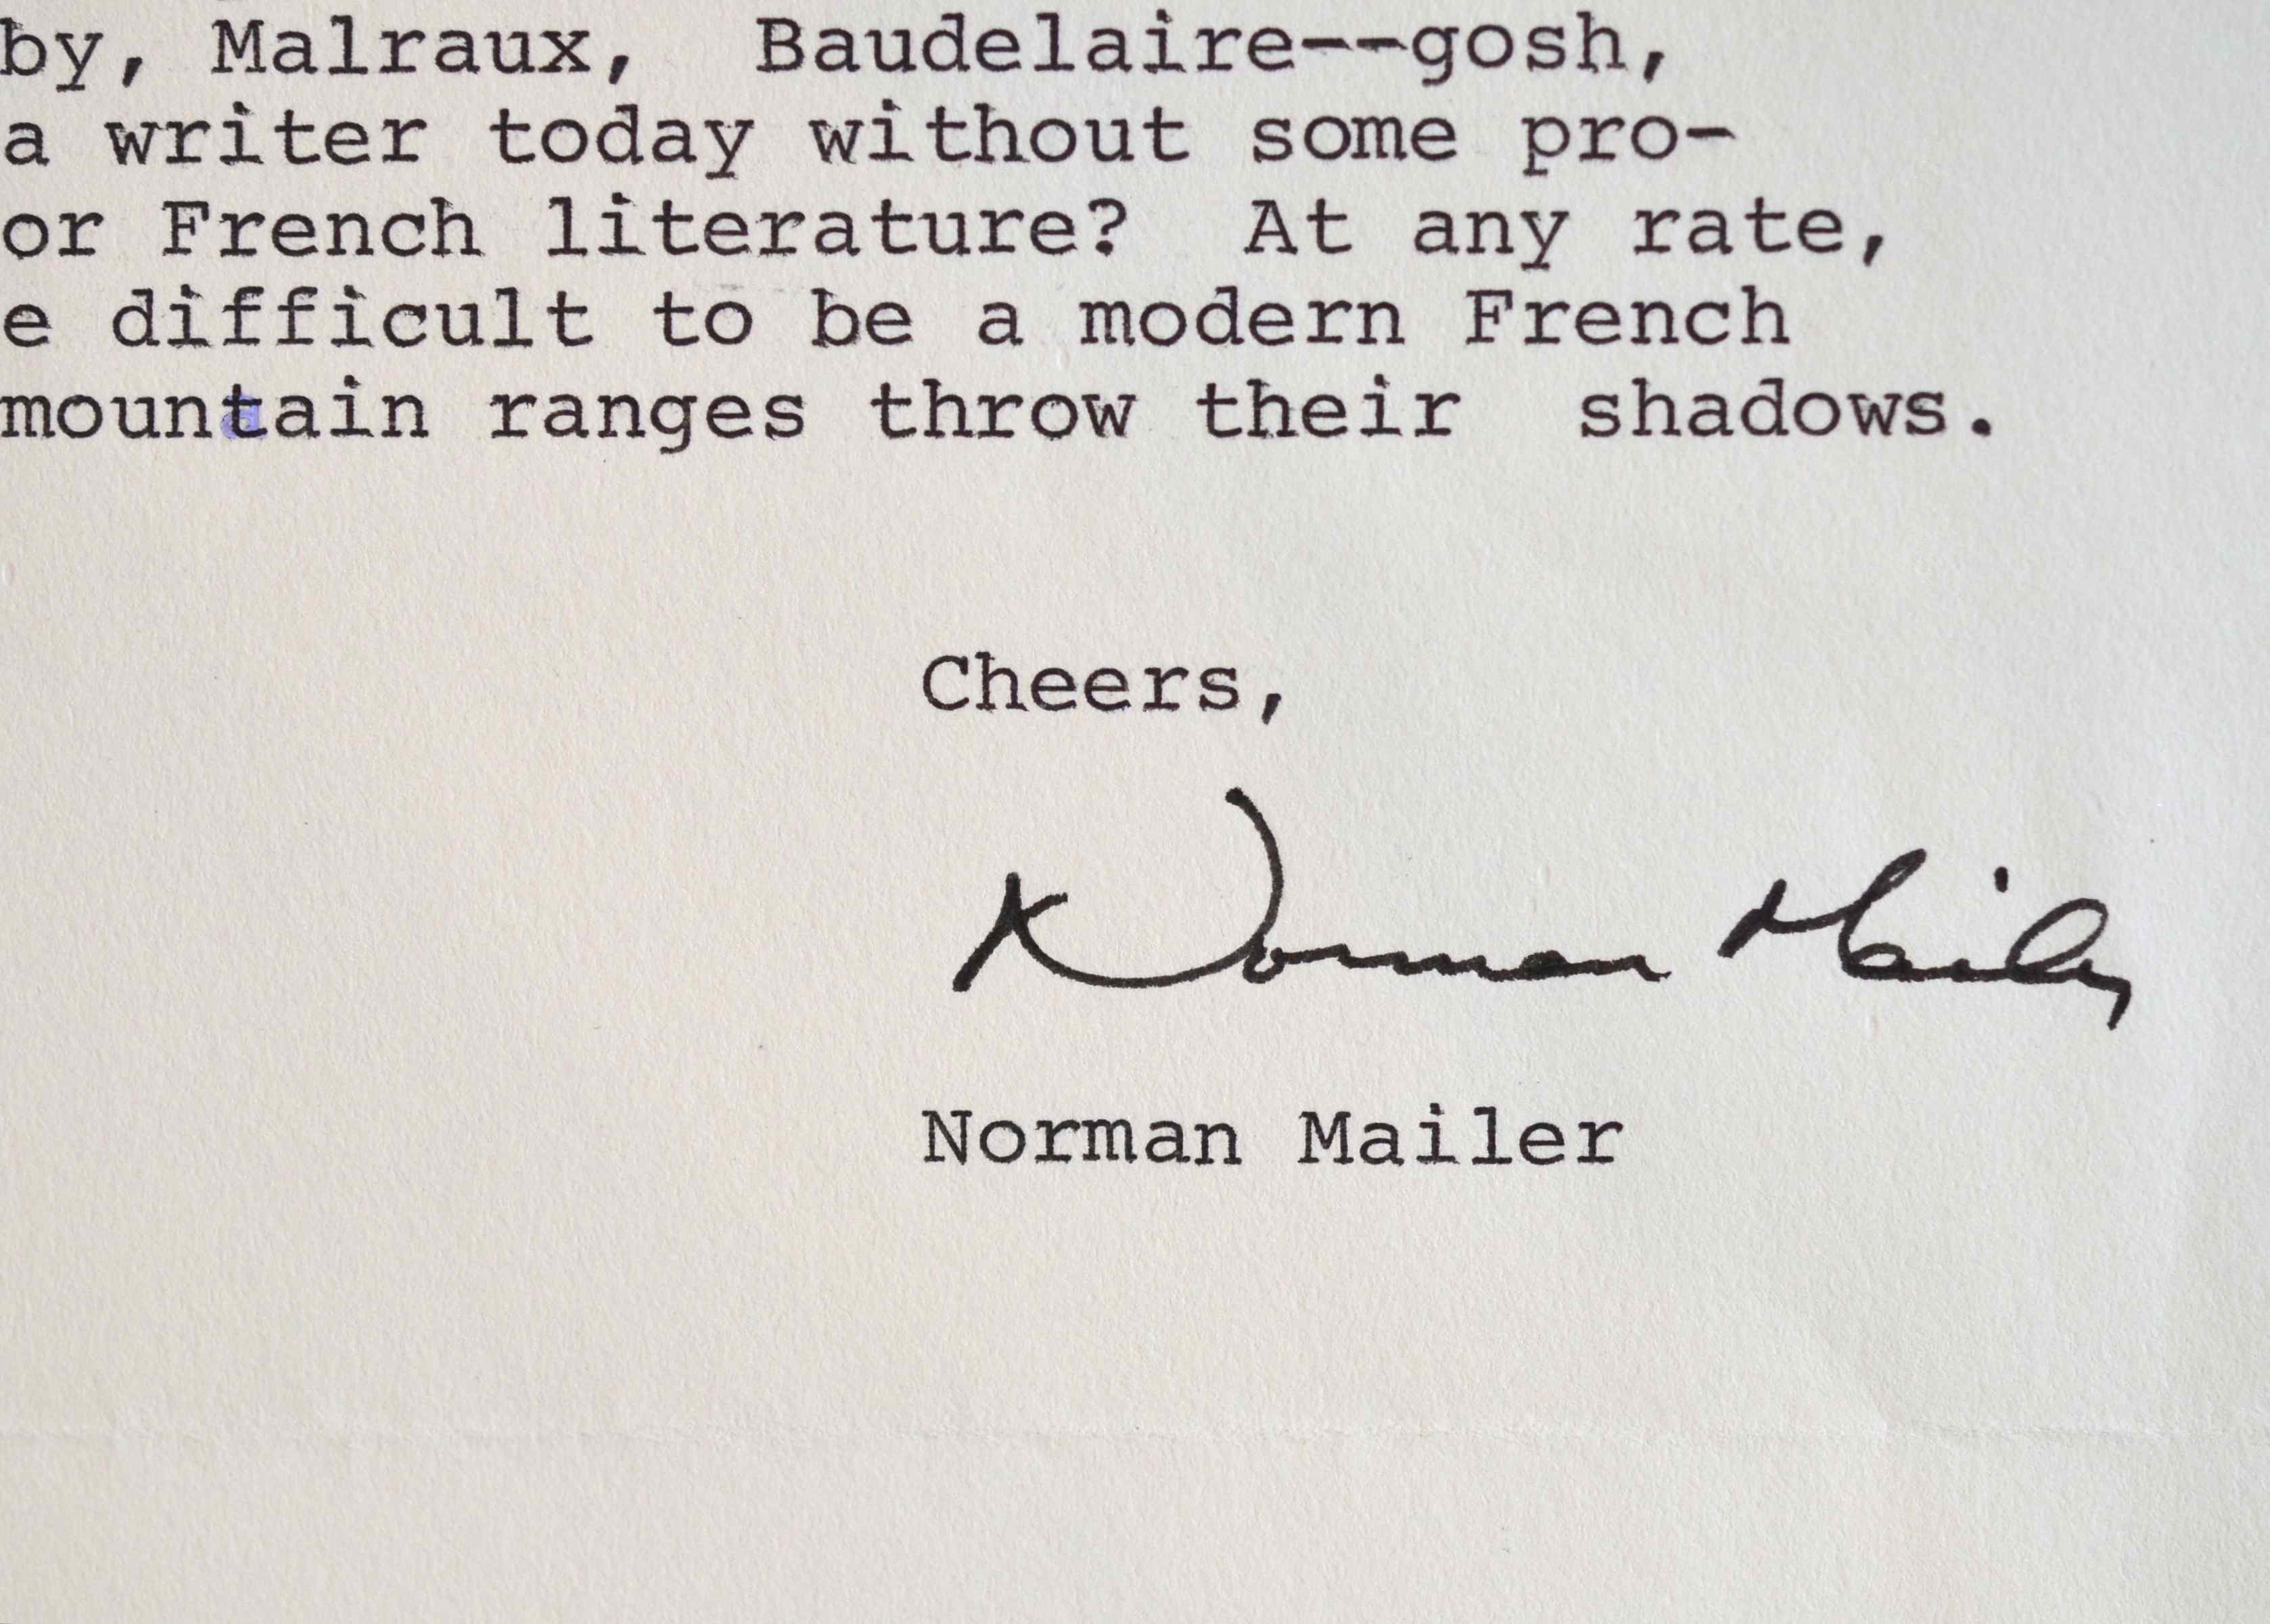 by, Malraux,  Baudelaire--gosh,
a writer today without some pro-
or French literature?  At any rate,
e difficult to be a modern French
mountain ranges throw their  shadows.
Cheers,
Norman Mailer
Norman Mailer